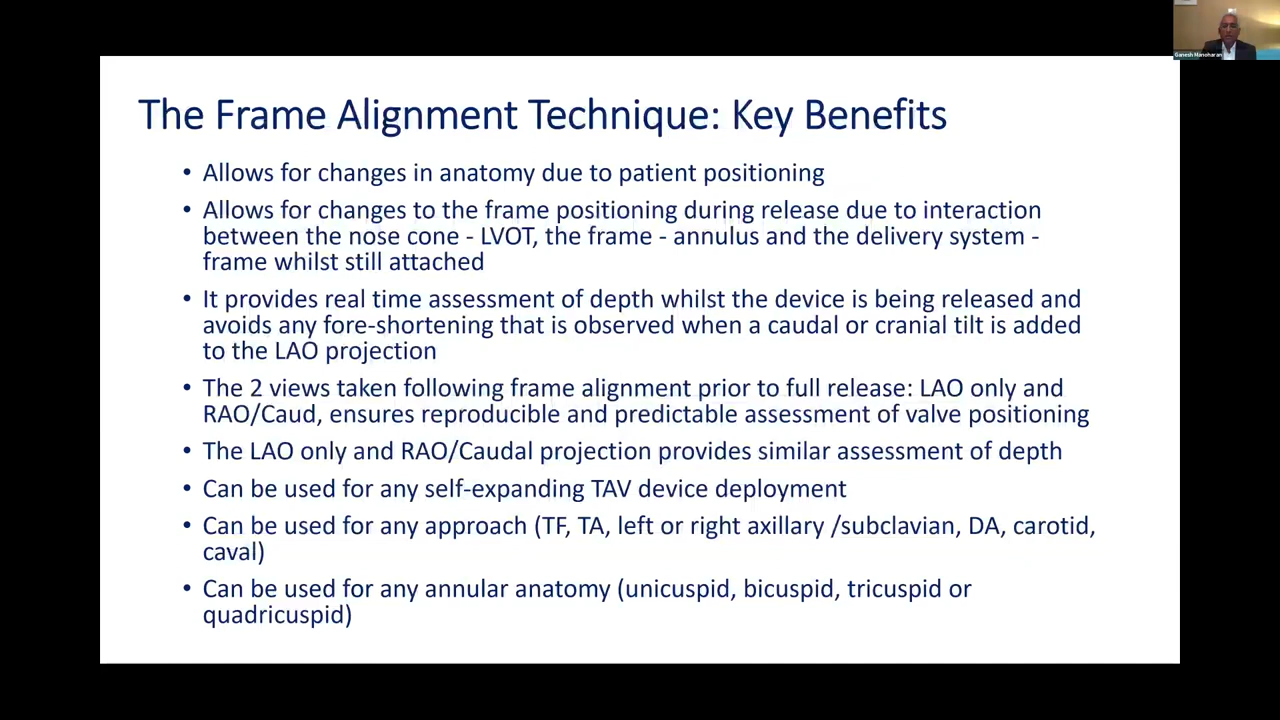 Ganesh Manoharan
The Frame Alignment Technique: Key Benefits
• Allows for changes in anatomy due to patient positioning
• Allows for changes to the frame positioning during release due to interaction
between the nose cone - LVOT, the frame - annulus and the delivery system -
frame whilst still attached
• It provides real time assessment of depth whilst the device is being released and
avoids any fore-shortening that is observed when a caudal or cranial tilt is added
to the LAO projection
• The 2 views taken following frame alignment prior to full release: LAO only and
RAO/Caud, ensures reproducible and predictable assessment of valve positioning
• The LAO only and RAO/Caudal projection provides similar assessment of depth
• Can be used for any self-expanding TAV device deployment
• Can be used for any approach (TF, TA, left or right axillary /subclavian, DA, carotid,
caval)
• Can be used for any annular anatomy (unicuspid, bicuspid, tricuspid or
quadricuspid)